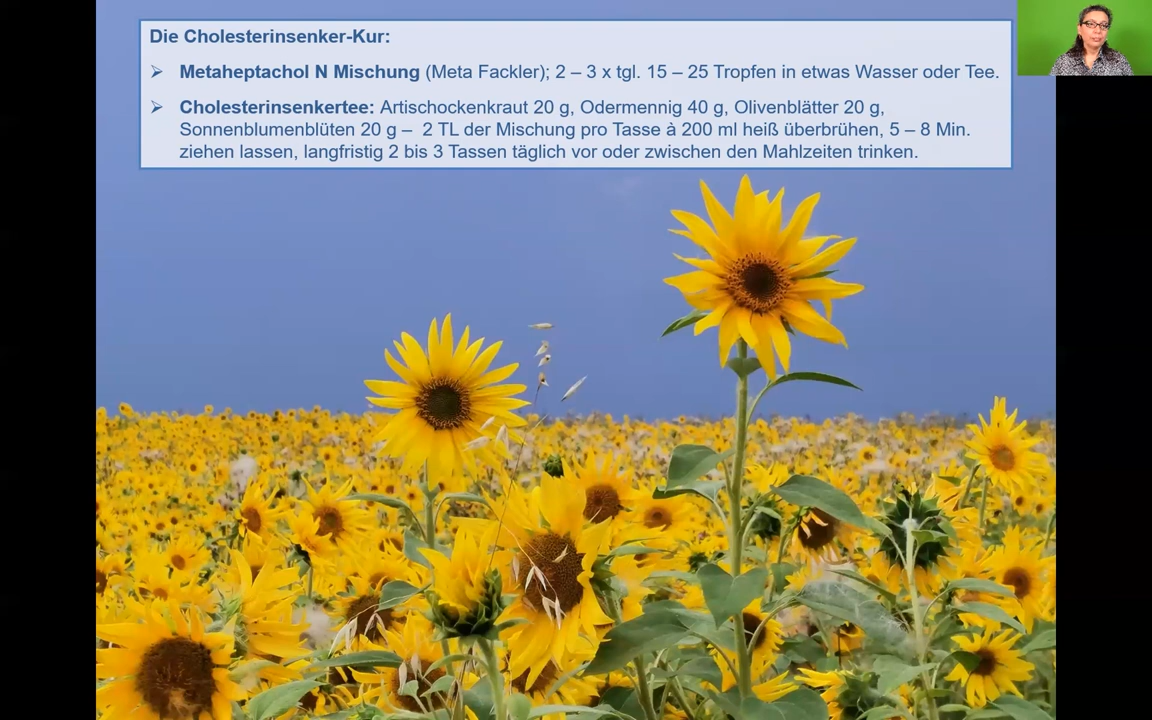 Die Cholesterinsenker-Kur:
➢ Metaheptachol N Mischung (Meta Fackler); 2 – 3 x tgl. 15 – 25 Tropfen in etwas Wasser oder Tee.
➢ Cholesterinsenkertee: Artischockenkraut 20 g, Odermennig 40 g, Olivenblätter 20 g,
Sonnenblumenblüten 20 g – 2 TL der Mischung pro Tasse à 200 ml heiß überbrühen, 5 – 8 Min.
ziehen lassen, langfristig 2 bis 3 Tassen täglich vor oder zwischen den Mahlzeiten trinken.